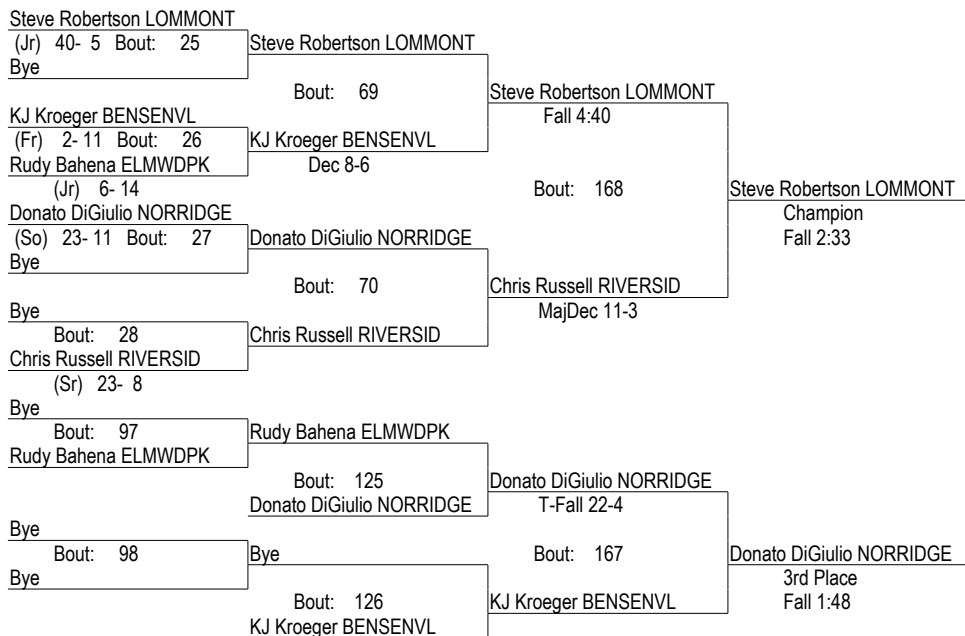 Steve Robertson LOMMONT
(Jr) 40- 5 Bout: 25 Steve Robertson LOMMONT
Bye
Bout: 69 Steve Robertson LOMMONT
KJ Kroeger BENSENVL Fall 4:40
(Fr) 2- 11 Bout: 26 KJ Kroeger BENSENVL
Rudy Bahena ELMWDPK Dec 8-6
(Jr) 6- 14 Bout: 168 Steve Robertson LOMMONT
Donato DiGiulio NORRIDGE Champion
(So) 23- 11 Bout: 27 Donato DiGiulio NORRIDGE Fall 2:33
Bye
Bout: 70 Chris Russell RIVERSID
Bye MajDec 11-3
Bout: 28 Chris Russell RIVERSID
Chris Russell RIVERSID
(Sr) 23- 8
Bye
Bout: 97 Rudy Bahena ELMWDPK
Rudy Bahena ELMWDPK
Bout: 125 Donato DiGiulio NORRIDGE
Donato DiGiulio NORRIDGE T-Fall 22-4
Bye
Bout: 98 Bye Bout: 167 Donato DiGiulio NORRIDGE
Bye 3rd Place
Bout: 126 KJ Kroeger BENSENVL Fall 1:48
KJ Kroeger BENSENVL